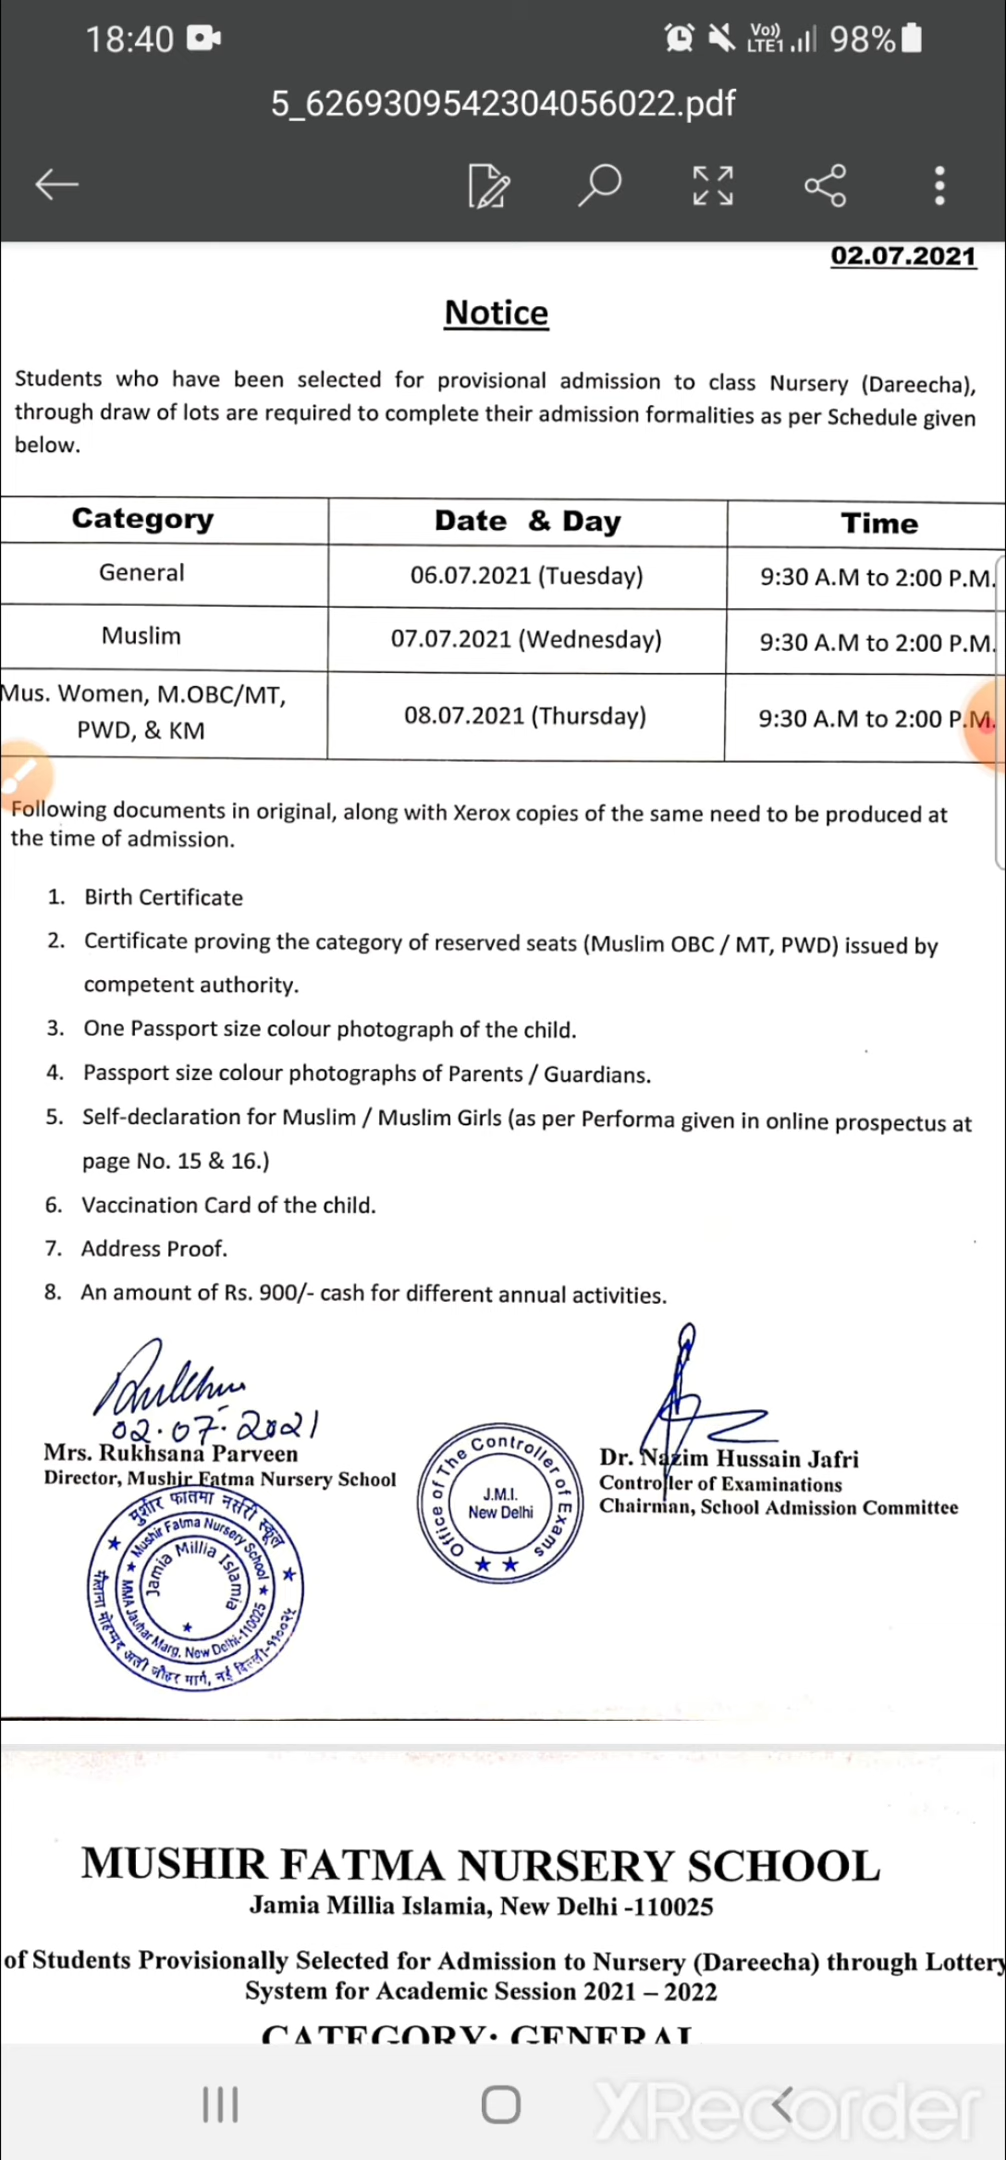 18:40
Vo))
LTE1
98%
5_6269309542304056022.pdf
02.07.2021
Notice
Students who have been selected for provisional admission to class Nursery (Dareecha),
through draw of lots are required to complete their admission formalities as per Schedule given
below.
Category Date & Day Time
General 06.07.2021 (Tuesday) 9:30 A.M to 2:00 P.M.
Muslim 07.07.2021 (Wednesday) 9:30 A.M to 2:00 P.M.
Mus. Women, M.OBC/MT,
PWD, & KM 08.07.2021 (Thursday) 9:30 A.M to 2:00 P.M.
Following documents in original, along with Xerox copies of the same need to be produced at
the time of admission.
1. Birth Certificate
2. Certificate proving the category of reserved seats (Muslim OBC / MT, PWD) issued by
competent authority.
3. One Passport size colour photograph of the child.
4. Passport size colour photographs of Parents / Guardians.
5. Self-declaration for Muslim / Muslim Girls (as per Performa given in online prospectus at
page No. 15 & 16.)
6. Vaccination Card of the child.
7. Address Proof.
8. An amount of Rs. 900/- cash for different annual activities.
02.07.2021
Mrs. Rukhsana Parveen
Director, Mushir Fatma Nursery School
Office of The Controller of Exams
J.M.I.
New Delhi
Dr. Nazim Hussain Jafri
Controller of Examinations
Chairman, School Admission Committee
मुशीर फातमा नर्सरी स्कूल
मोहम्मद अली जौहर मार्ग, नई दिल्ली-११००२५
Mushir Fatma Nursery School
MMA Jauhar Marg, New Delhi-110025
Jamia Millia Islamia
MUSHIR FATMA NURSERY SCHOOL
Jamia Millia Islamia, New Delhi -110025
of Students Provisionally Selected for Admission to Nursery (Dareecha) through Lottery
System for Academic Session 2021 – 2022
CATEGORY: GENERAL
XRecorder